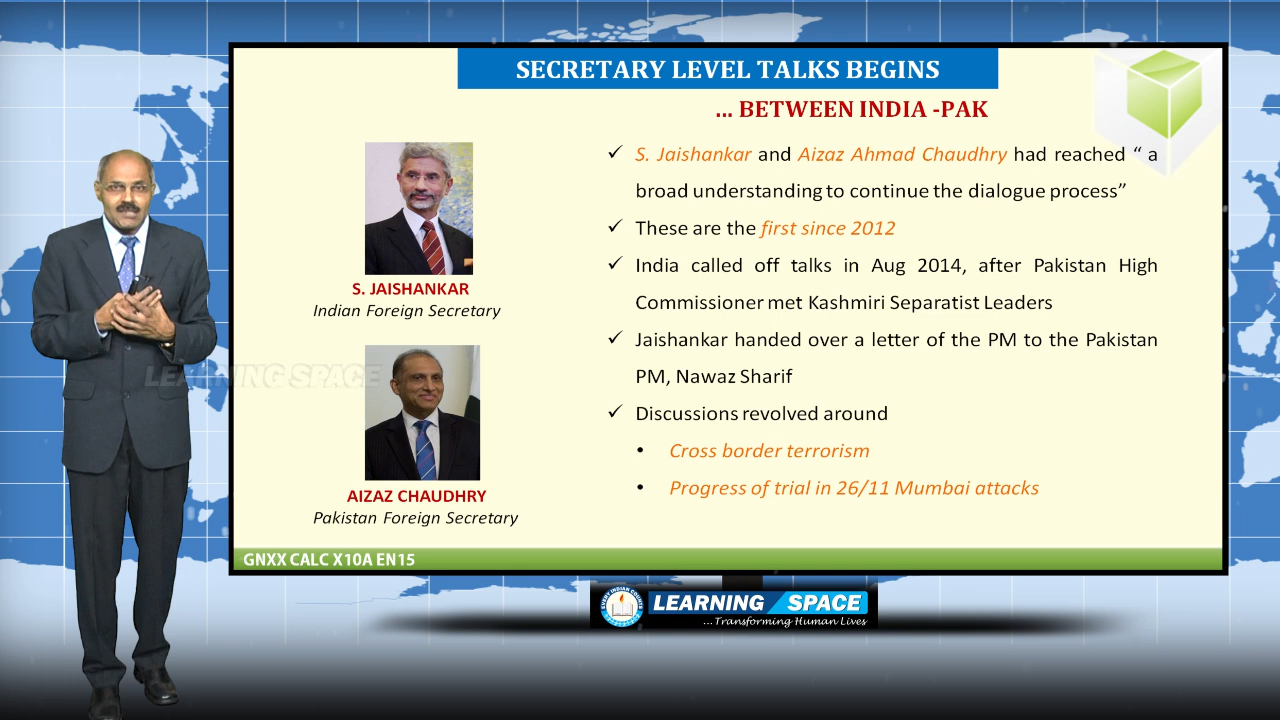 SECRETARY LEVEL TALKS BEGINS
... BETWEEN INDIA -PAK
S. JAISHANKAR
Indian Foreign Secretary
AIZAZ CHAUDHRY
Pakistan Foreign Secretary
✓ S. Jaishankar and Aizaz Ahmad Chaudhry had reached “ a
broad understanding to continue the dialogue process”
✓ These are the first since 2012
✓ India called off talks in Aug 2014, after Pakistan High
Commissioner met Kashmiri Separatist Leaders
✓ Jaishankar handed over a letter of the PM to the Pakistan
PM, Nawaz Sharif
✓ Discussions revolved around
• Cross border terrorism
• Progress of trial in 26/11 Mumbai attacks
LEARNING SPACE
GNXX CALC X10A EN15
EVERY INDIAN COUNTS
LEARNING SPACE
...Transforming Human Lives